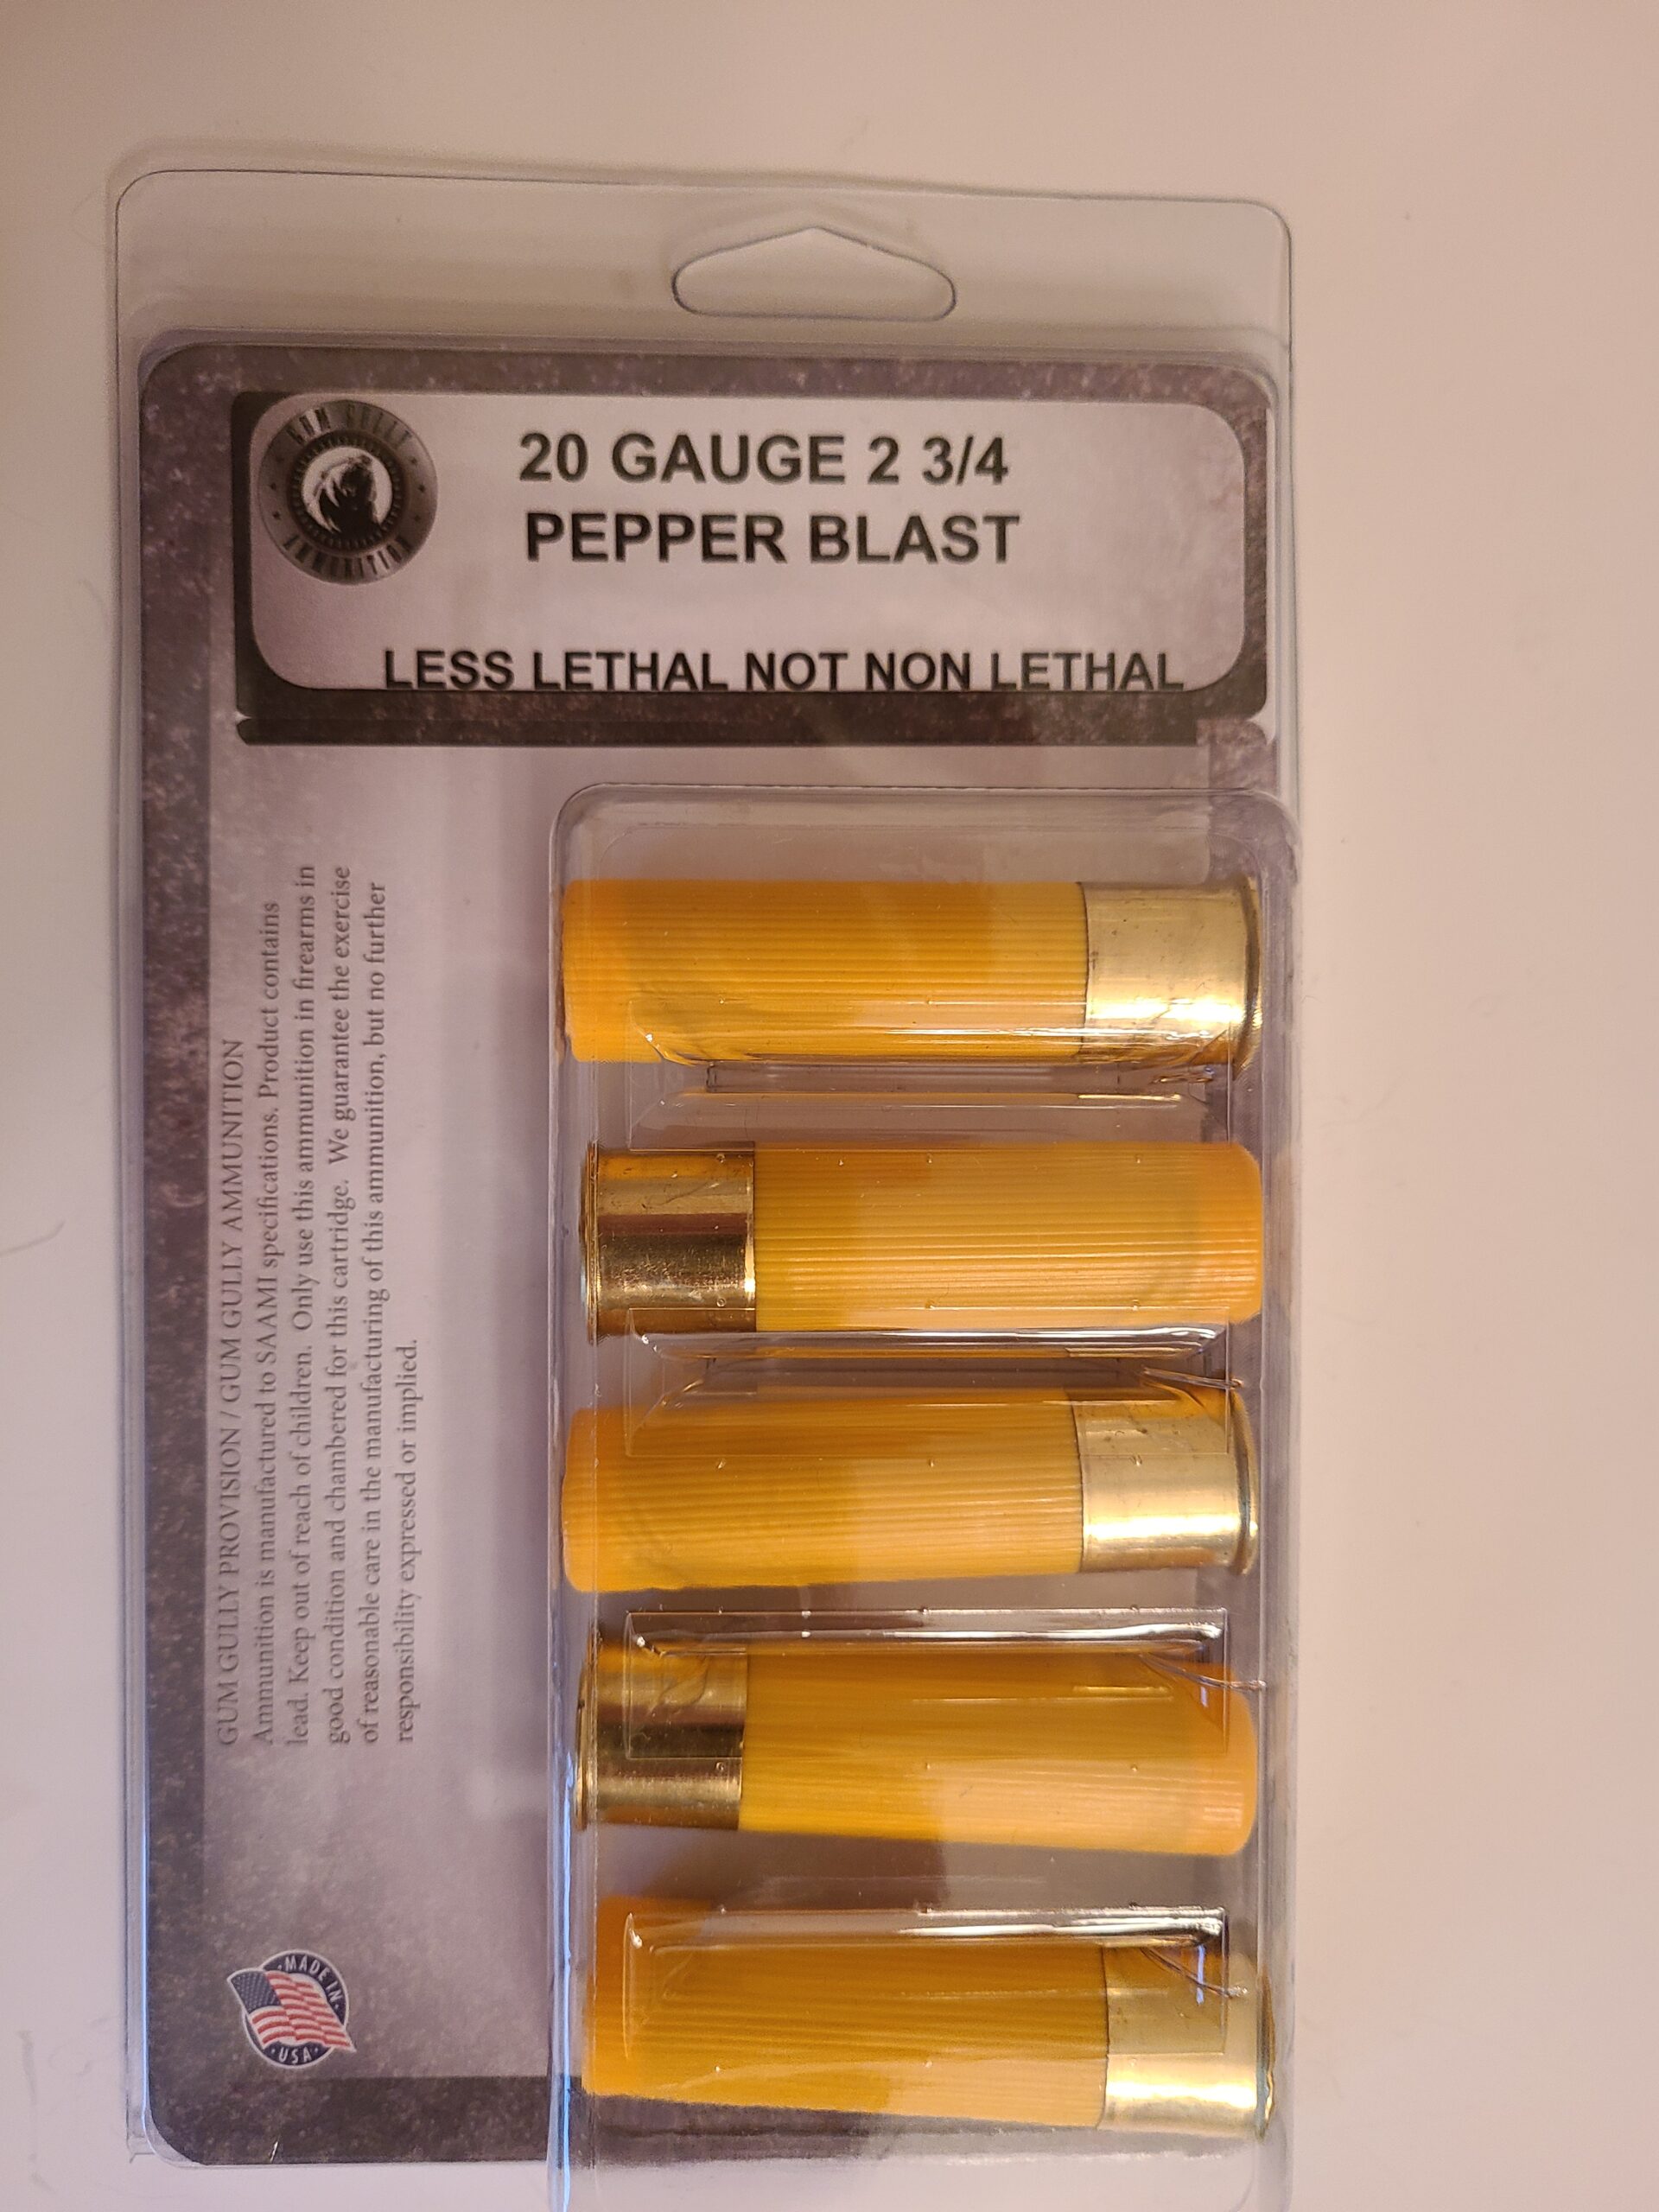 GUM GULLY
AMMUNITION
20 GAUGE 2 3/4
PEPPER BLAST
LESS LETHAL NOT NON LETHAL
GUM GULLY PROVISION / GUM GULLY AMMUNITION
Ammunition is manufactured to SAAMI specifications. Product contains
lead. Keep out of reach of children. Only use this ammunition in firearms in
good condition and chambered for this cartridge. We guarantee the exercise
of reasonable care in the manufacturing of this ammunition, but no further
responsibility expressed or implied.
MADE IN
USA